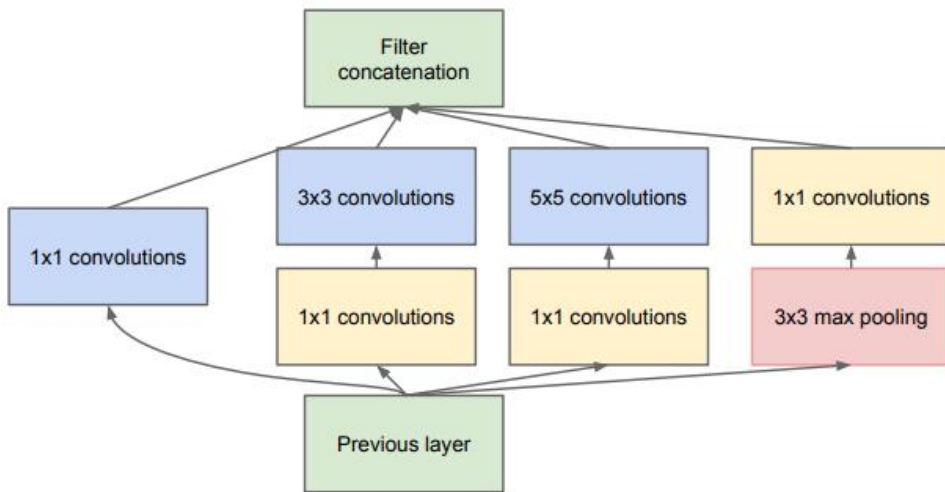 Filter
concatenation
3x3 convolutions
5x5 convolutions
1x1 convolutions
1x1 convolutions
1x1 convolutions
1x1 convolutions
3x3 max pooling
Previous layer